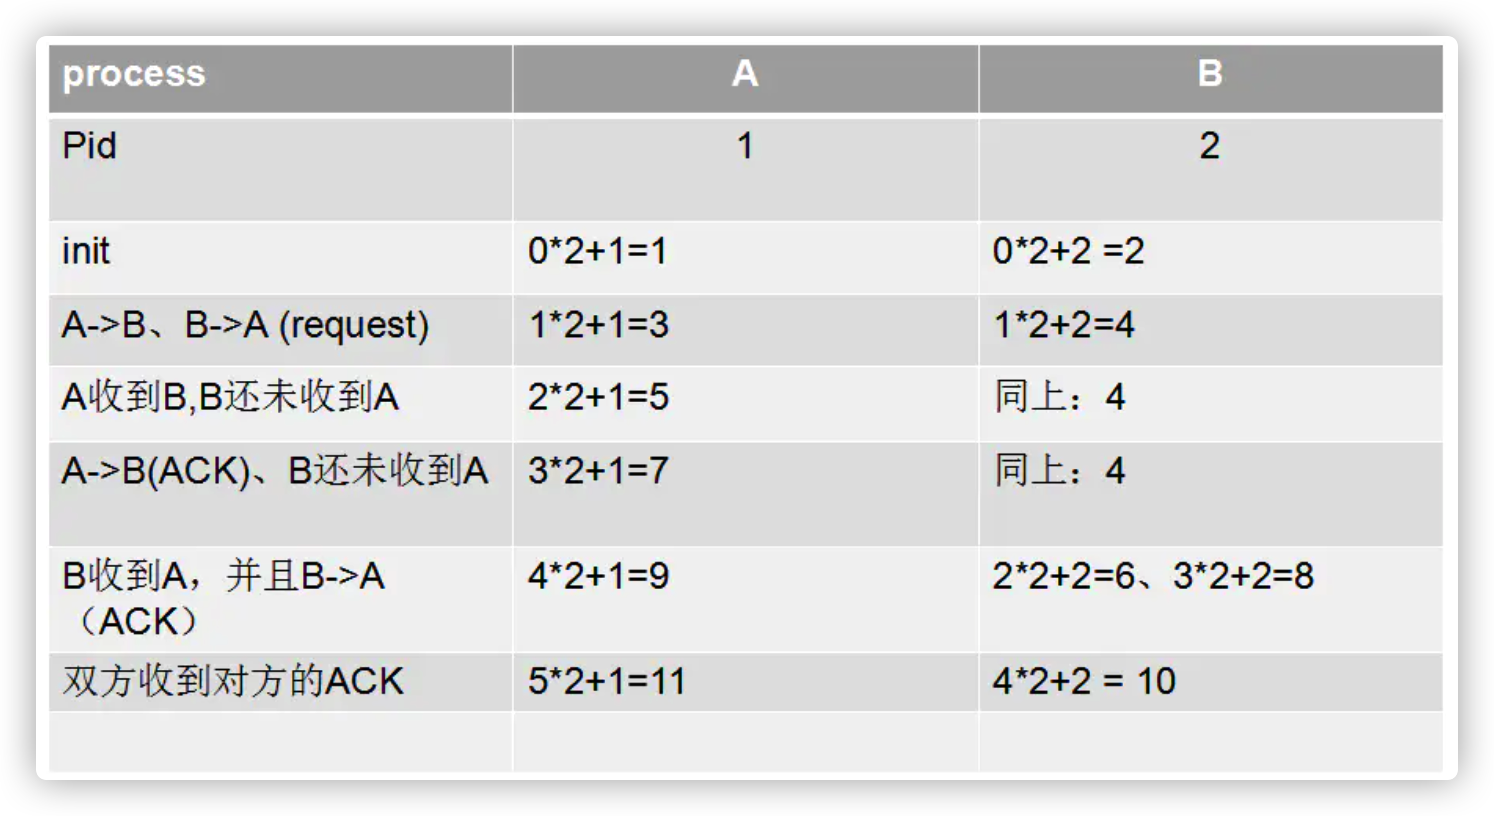 process A B
Pid 1 2
init 0*2+1=1 0*2+2 =2
A->B、B->A (request) 1*2+1=3 1*2+2=4
A收到B,B还未收到A 2*2+1=5 同上：4
A->B(ACK)、B还未收到A 3*2+1=7 同上：4
B收到A，并且B->A 4*2+1=9 2*2+2=6、3*2+2=8
（ACK）
双方收到对方的ACK 5*2+1=11 4*2+2 = 10